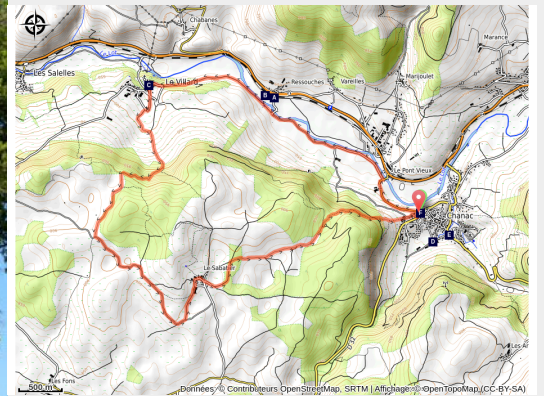 Chabanes
Marance
Les Salelles
Le Villard
C
Ressouches
Vareilles
Marijoulet
B A
Le Pont Vieux
Chanac
D
E
Le Sabatier
Les Fons
500 m
Données: © Contributeurs OpenStreetMap, SRTM | Affichage: © OpenTopoMap (CC-BY-SA)